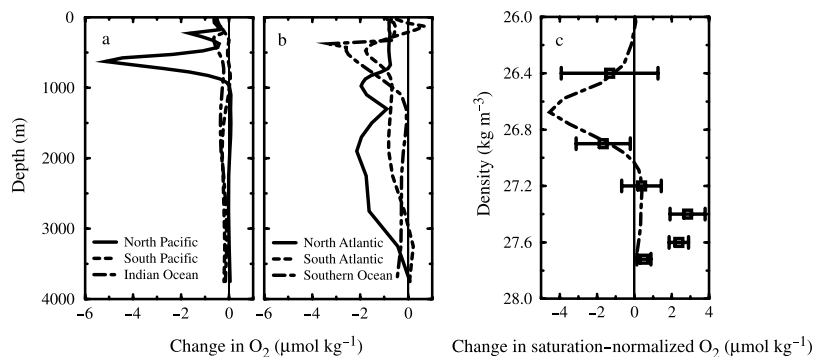 0
1000
2000
3000
4000
Depth (m)
a
North Pacific
South Pacific
Indian Ocean
−6 −4 −2 0
b
North Atlantic
South Atlantic
Southern Ocean
−6 −4 −2 0
Change in O2 (μmol kg−1)
26.0
26.4
26.8
27.2
27.6
28.0
Density (kg m−3)
c
−6 −4 −2 0 2 4
Change in saturation−normalized O2 (μmol kg−1)